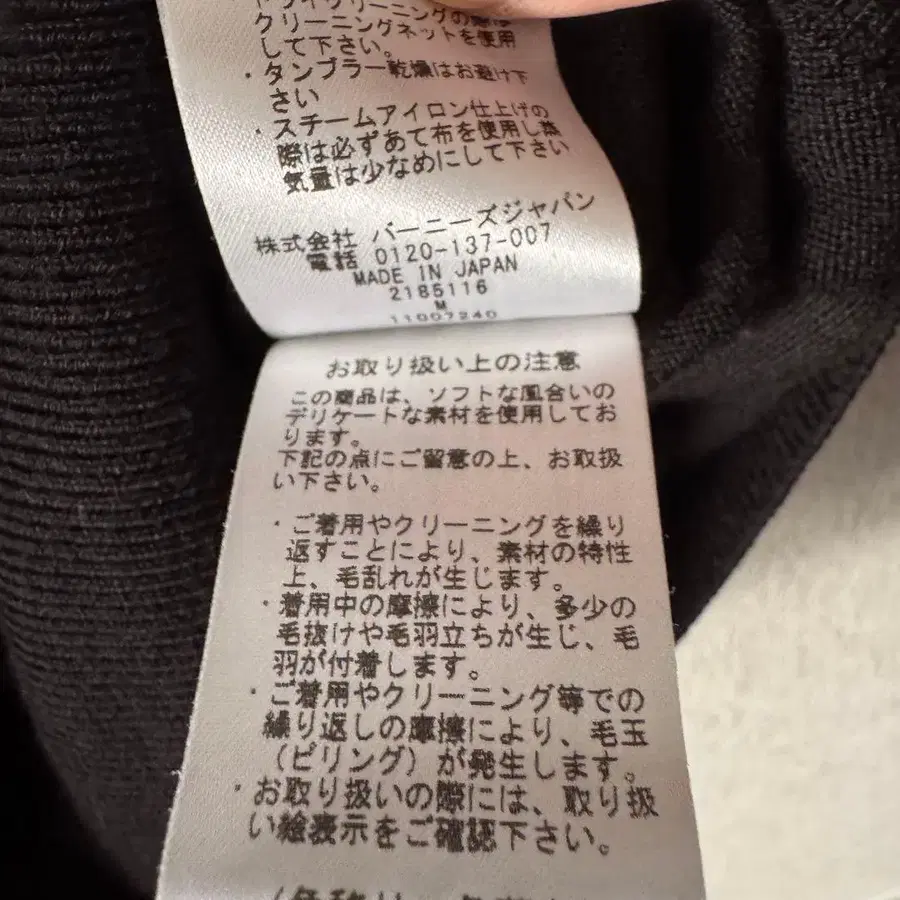 ドライクリーニングの際は
クリーニングネットを使用
して下さい。
・タンブラー乾燥はお避け下
さい
・スチームアイロン仕上げの
際は必ずあて布を使用し蒸
気量は少なめにして下さい
株式会社 バーニーズジャパン
電話 0120-137-007
MADE IN JAPAN
2185116
M
11007240
お取り扱い上の注意
この商品は、ソフトな風合いの
デリケートな素材を使用してお
ります。
下記の点にご留意の上、お取扱
い下さい。
・ご着用やクリーニングを繰り
返すことにより、素材の特性
上、毛乱れが生じます。
・着用中の摩擦により、多少の
毛抜けや毛羽立ちが生じ、毛
羽が付着します。
・ご着用やクリーニング等での
繰り返しの摩擦により、毛玉
(ピリング)が発生します。
・お取り扱いの際には、取り扱
い絵表示をご確認下さい。